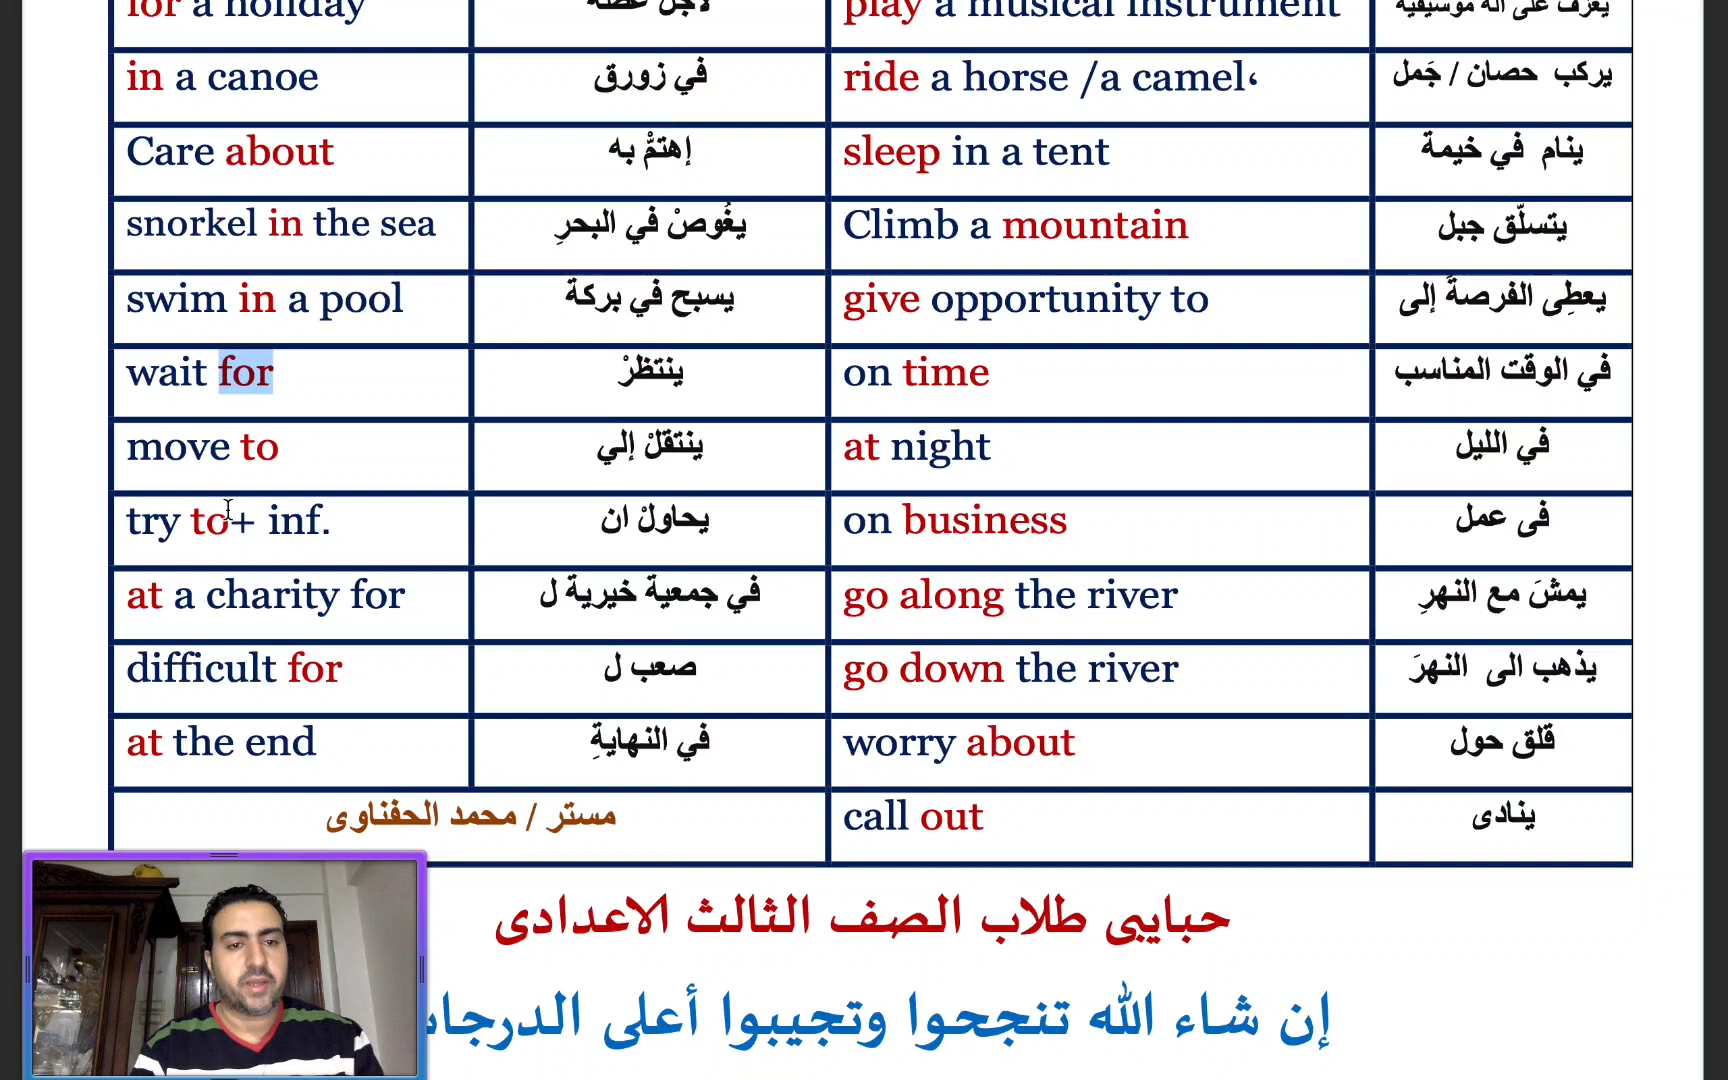 for a holiday لأجل عطلة play a musical instrument يعزف على آلة موسيقية
in a canoe في زورق ride a horse /a camel، يركب حصان / جَمل
Care about إهتمُّ به sleep in a tent ينام في خيمة
snorkel in the sea يغُوصْ في البحرِ Climb a mountain يتسلّق جبل
swim in a pool يسبح في بركة give opportunity to يعطِى الفرصةَ إلى
wait for ينتظرْ on time في الوقت المناسب
move to ينتقلْ إلي at night في الليل
try to+ inf. يحاولْ ان on business فى عمل
at a charity for في جمعية خيرية ل go along the river يمشَ مع النهرِ
difficult for صعب ل go down the river يذهب الى النهرَ
at the end في النهايةِ worry about قلق حول
مستر / محمد الحفناوى call out ينادى
حبايبى طلاب الصف الثالث الاعدادى
إن شاء الله تنجحوا وتجيبوا أعلى